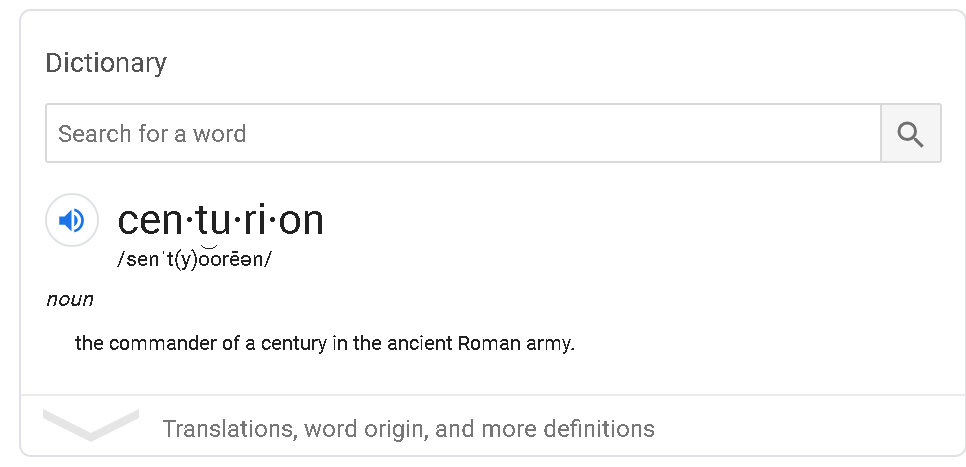 Dictionary
Search for a word
cen·tu·ri·on
/senˈt(y)o͝orēən/
noun
the commander of a century in the ancient Roman army.
Translations, word origin, and more definitions